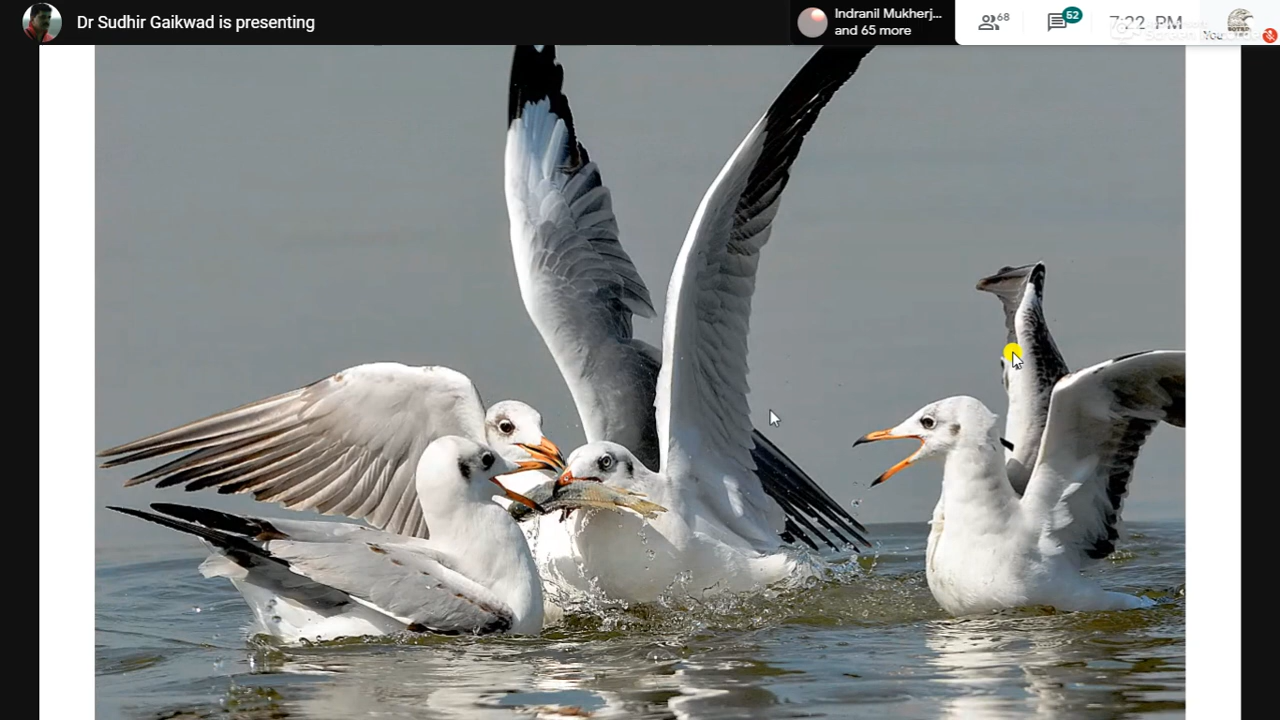 Dr Sudhir Gaikwad is presenting
Indranil Mukherj...
and 65 more
68
52
7:22 PM
You